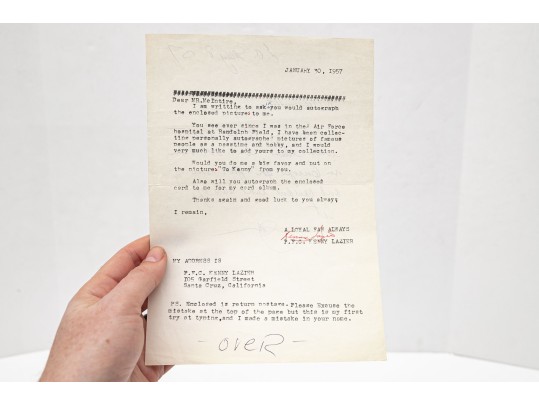 JANUARY 30, 1957
Dear MR.McIntire,
I am writting to ask you would autograph
the enclosed pictures to me.
You see ever since I was in the Air Force
hospital at Randolph Field, I have been collec-
ting personally autographed pictures of famous
people as a passtime and hobby, and I would
very much like to add yours to my collection.
Would you do me a big favor and put on
the picture: "To Kenny" from you.
Also will you autograph the enclosed
card to me for my card album.
Thanks again and good luck to you always;
I remain,
A LOYAL FAN ALWAYS
P.F.C. KENNY LAZIER
MY ADDRESS IS
P.F.C. KENNY LAZIER
105 Garfield Street
Santa Cruz, California
PS. Enclosed is return postage. Please Excuse the
mistake at the top of the page but this is my first
try at typing,and I made a mistake in your name.
- OVER -